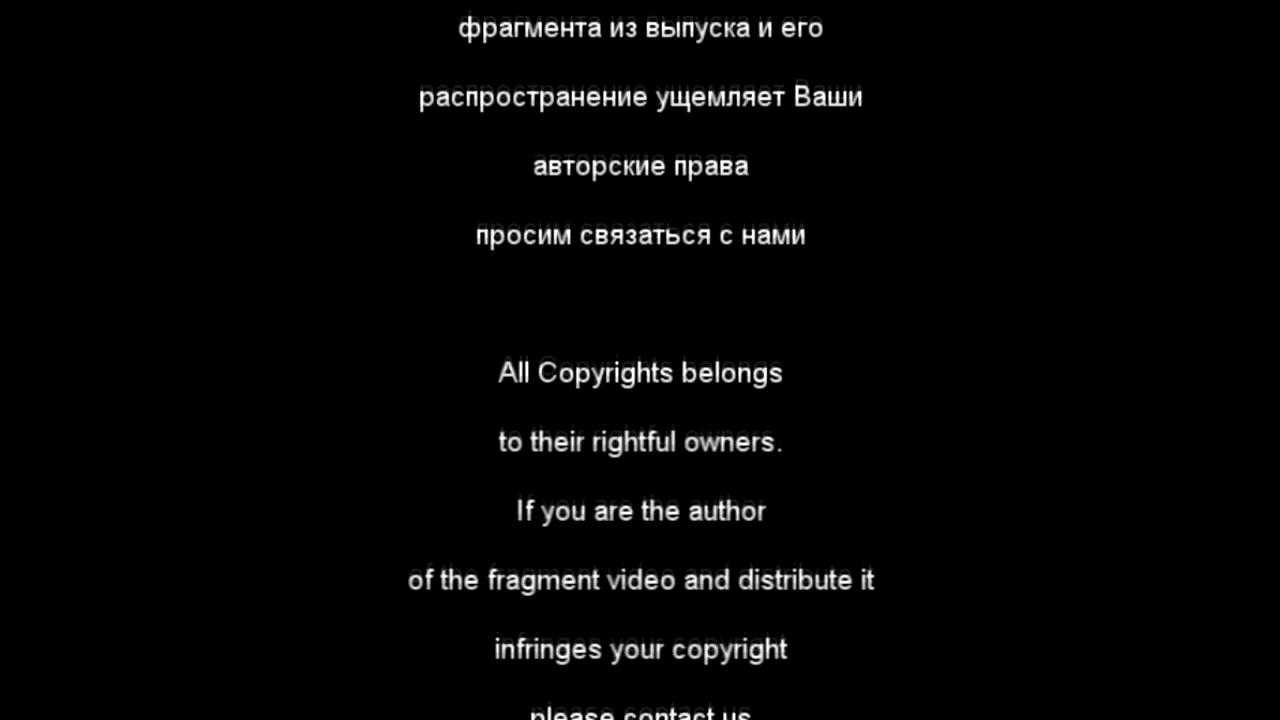 фрагмента из выпуска и его
распространение ущемляет Ваши
авторские права
просим связаться с нами
All Copyrights belongs
to their rightful owners.
If you are the author
of the fragment video and distribute it
infringes your copyright
please contact us